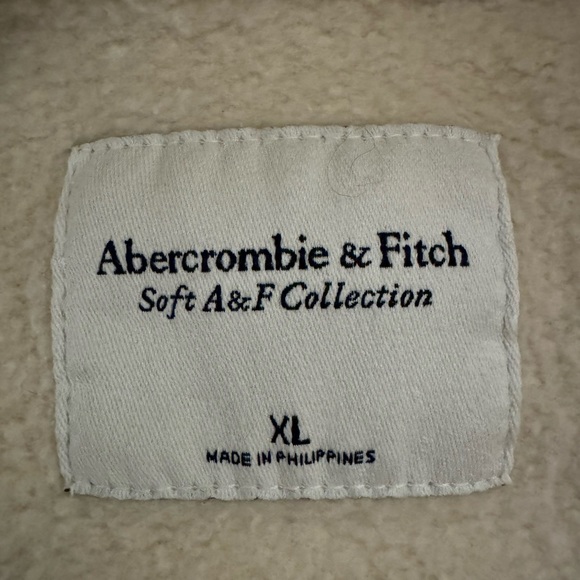 Abercrombie & Fitch
Soft A&F Collection
XL
MADE IN PHILIPPINES